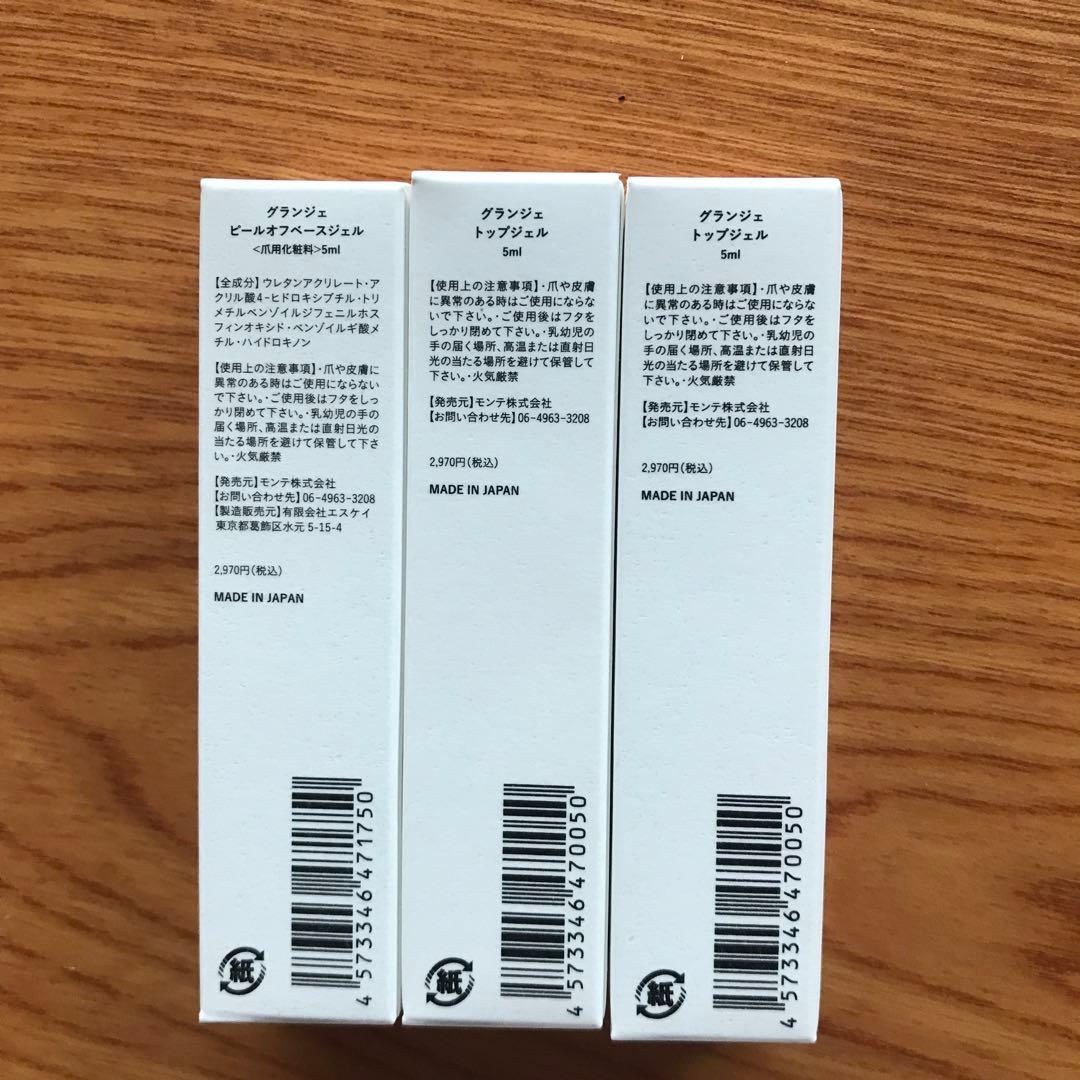 グランジェ
ピールオフベースジェル
<爪用化粧料>5ml
【全成分】ウレタンアクリレート・ア
クリル酸4-ヒドロキシブチル・トリ
メチルベンゾイルジフェニルホス
フィンオキシド・ベンゾイルギ酸メ
チル・ハイドロキノン
【使用上の注意事項】・爪や皮膚に
異常のある時はご使用にならない
で下さい。・ご使用後はフタをしっ
かり閉めて下さい。・乳幼児の手の
届く場所、高温または直射日光の
当たる場所を避けて保管して下さ
い。・火気厳禁
【発売元】モンテ株式会社
【お問い合わせ先】06-4963-3208
【製造販売元】有限会社エスケイ
東京都葛飾区水元 5-15-4
2,970円(税込)
MADE IN JAPAN
紙
4 573346 471750
グランジェ
トップジェル
5ml
【使用上の注意事項】・爪や皮膚
に異常のある時はご使用にならな
いで下さい。・ご使用後はフタを
しっかり閉めて下さい。・乳幼児の
手の届く場所、高温または直射日
光の当たる場所を避けて保管して
下さい。・火気厳禁
【発売元】モンテ株式会社
【お問い合わせ先】06-4963-3208
2,970円(税込)
MADE IN JAPAN
紙
4 573346 470050
グランジェ
トップジェル
5ml
【使用上の注意事項】・爪や皮膚
に異常のある時はご使用にならな
いで下さい。・ご使用後はフタを
しっかり閉めて下さい。・乳幼児の
手の届く場所、高温または直射日
光の当たる場所を避けて保管して
下さい。・火気厳禁
【発売元】モンテ株式会社
【お問い合わせ先】06-4963-3208
2,970円(税込)
MADE IN JAPAN
紙
4 573346 470050